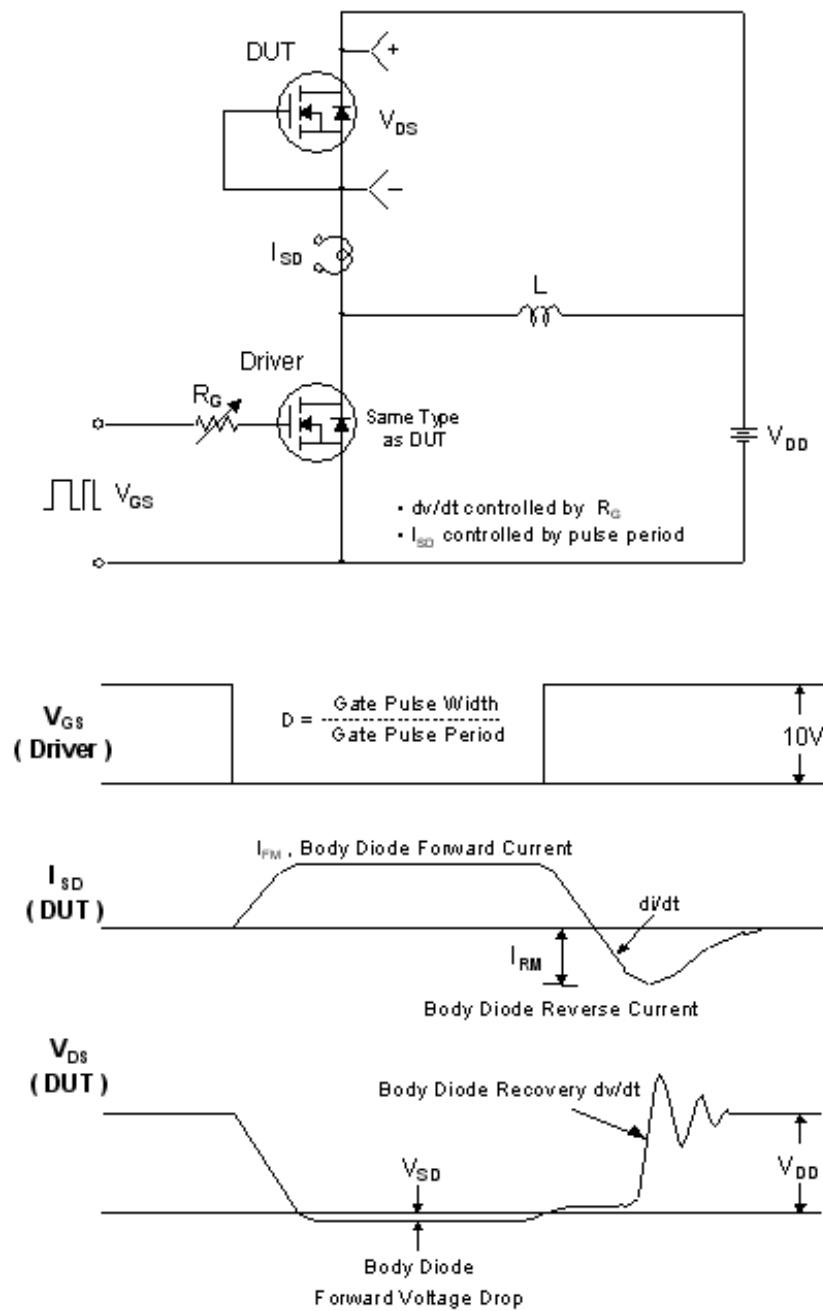 DUT
+
V_DS
−
I_SD
L
Driver
R_G
Same Type
as DUT
V_DD
V_GS
• dv/dt controlled by R_G
• I_SD controlled by pulse period
V_GS
( Driver )
D = Gate Pulse Width
Gate Pulse Period
10V
I_FM , Body Diode Forward Current
I_SD
( DUT )
di/dt
I_RM
Body Diode Reverse Current
V_DS
( DUT )
Body Diode Recovery dv/dt
V_SD
V_DD
Body Diode
Forward Voltage Drop